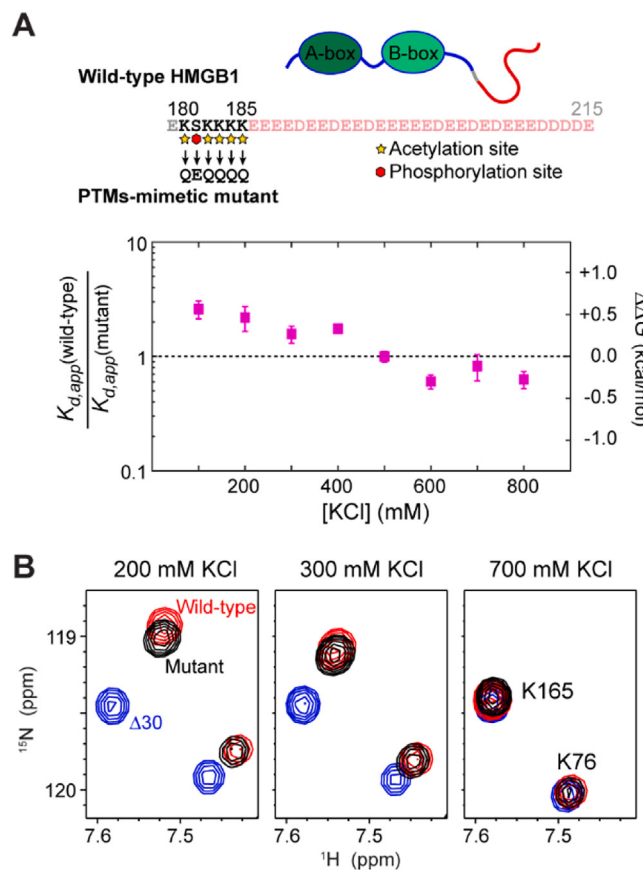 A
A-box B-box
Wild-type HMGB1
180 185 215
EKSKKKKEEEEDEEDEEDEEEEEDEEDEDEEEDDDDE
Acetylation site
QEQQQQ
Phosphorylation site
PTMs-mimetic mutant
Kd,app(wild-type)
Kd,app(mutant)
10
1
0.1
+1.0
+0.5
0.0
-0.5
-1.0
ΔΔG (kcal/mol)
200 400 600 800
[KCl] (mM)
B
200 mM KCl 300 mM KCl 700 mM KCl
Wild-type
Mutant
Δ30
K165
K76
119
120
15N (ppm)
7.6 7.5 7.6 7.5 7.6 7.5
1H (ppm)